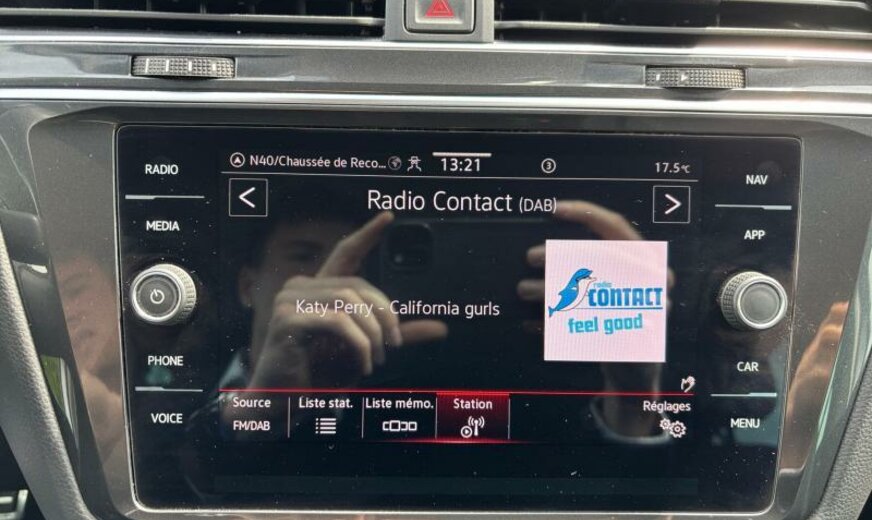 RADIO
MEDIA
PHONE
VOICE
N40/Chaussée de Reco... 13:21 3 17.5°C
Radio Contact (DAB)
Katy Perry - California gurls
radio
CONTACT
feel good
Source
FM/DAB
Liste stat.
Liste mémo.
Station
Réglages
NAV
APP
CAR
MENU